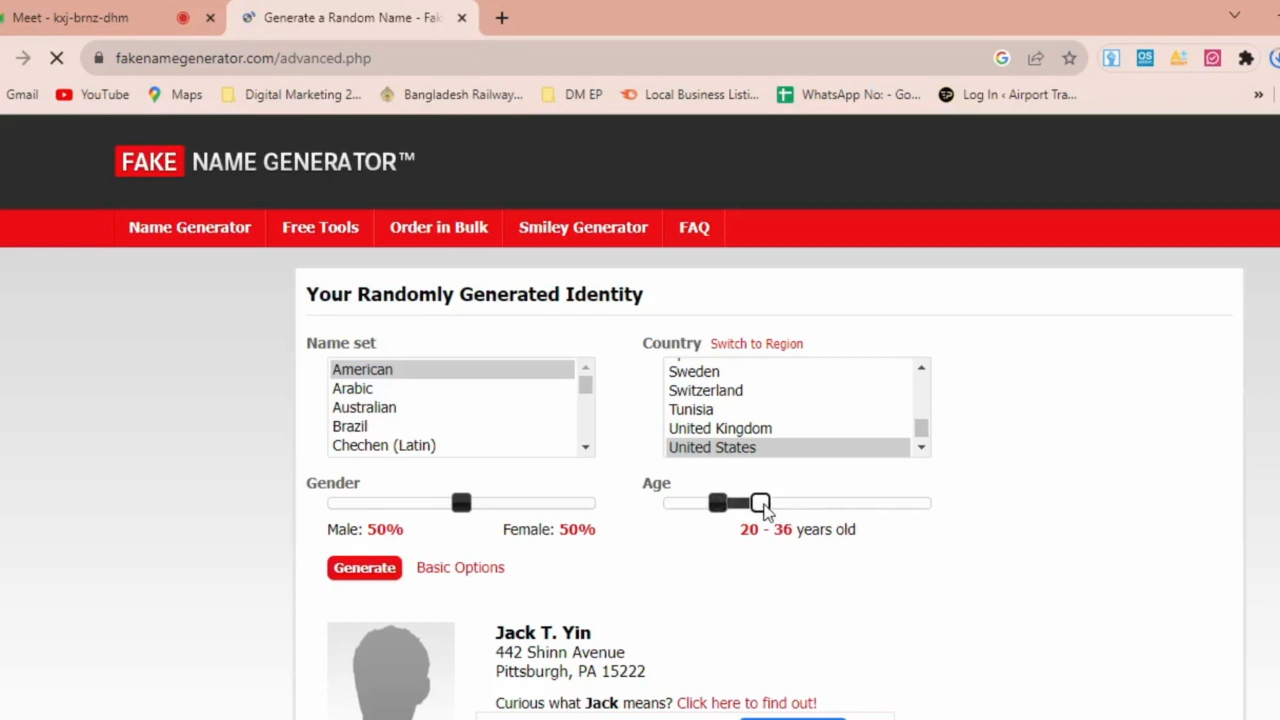 Meet - kxj-brnz-dhm
Generate a Random Name - Fak
fakenamegenerator.com/advanced.php
Gmail YouTube Maps Digital Marketing 2... Bangladesh Railway... DM EP Local Business Listi... WhatsApp No: - Go... Log In ‹ Airport Tra... »
FAKE NAME GENERATOR™
Name Generator Free Tools Order in Bulk Smiley Generator FAQ
Your Randomly Generated Identity
Name set
Country Switch to Region
American
Arabic
Australian
Brazil
Chechen (Latin)
Sweden
Switzerland
Tunisia
United Kingdom
United States
Gender
Age
Male: 50% Female: 50%
20 - 36 years old
Generate Basic Options
Jack T. Yin
442 Shinn Avenue
Pittsburgh, PA 15222
Curious what Jack means? Click here to find out!